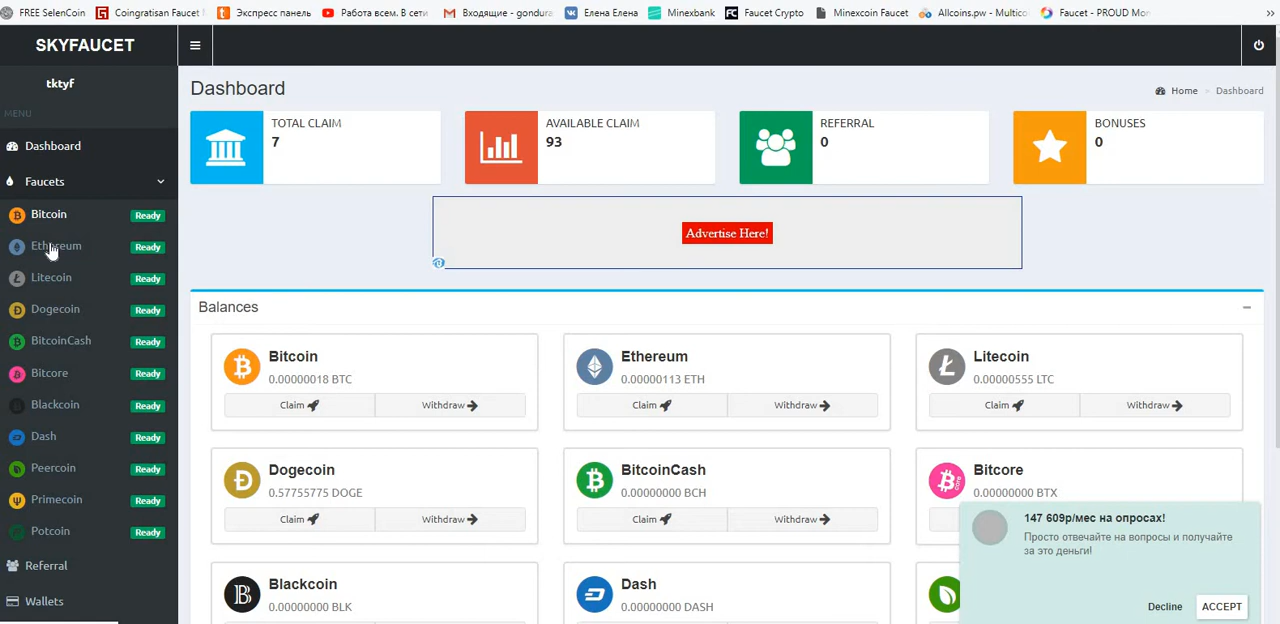 FREE SelenCoin Coingratisan Faucet Экспресс панель Работа всем. В сети Входящие - gondura Елена Елена Minexbank Faucet Crypto Minexcoin Faucet Allcoins.pw - Multico Faucet - PROUD Mon »
SKYFAUCET
tktyf
MENU
Dashboard
Faucets
Bitcoin Ready
Ethereum Ready
Litecoin Ready
Dogecoin Ready
BitcoinCash Ready
Bitcore Ready
Blackcoin Ready
Dash Ready
Peercoin Ready
Primecoin Ready
Potcoin Ready
Referral
Wallets
Dashboard
Home Dashboard
TOTAL CLAIM
7
AVAILABLE CLAIM
93
REFERRAL
0
BONUSES
0
Advertise Here!
Balances
Bitcoin
0.00000018 BTC
Claim Withdraw
Ethereum
0.00000113 ETH
Claim Withdraw
Litecoin
0.00000555 LTC
Claim Withdraw
Dogecoin
0.57755775 DOGE
Claim Withdraw
BitcoinCash
0.00000000 BCH
Claim Withdraw
Bitcore
0.00000000 BTX
Blackcoin
0.00000000 BLK
Dash
0.00000000 DASH
147 609р/мес на опросах!
Просто отвечайте на вопросы и получайте
за это деньги!
Decline ACCEPT